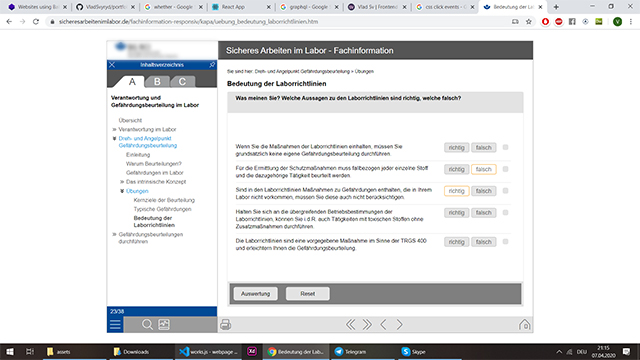 Websites using Ba
VladSvyrydportfo
whether - Google
React App
graphql - Google
Vlad Sv | Fronten
css click events - G
Bedeutung der La
sicheresarbeitenimlabor.de/fachinformation-responsiv/kapa/uebung_bedeutung_laborrichtlinien.htm
V
Sicheres Arbeiten im Labor - Fachinformation
Inhaltsverzeichnis
A B C
Verantwortung und
Gefährdungsbeurteilung im Labor
Übersicht
Verantwortung im Labor
Dreh- und Angelpunkt
Gefährdungsbeurteilung
Einleitung
Warum Beurteilungen?
Gefährdungen im Labor
Das intrinsische Konzept
Übungen
Kernziele der Beurteilung
Typische Gefährdungen
Bedeutung der
Laborrichtlinien
Gefährdungsbeurteilungen
durchführen
23/38
Sie sind hier: Dreh- und Angelpunkt Gefährdungsbeurteilung > Übungen
Bedeutung der Laborrichtlinien
Was meinen Sie? Welche Aussagen zu den Laborrichtlinien sind richtig, welche falsch?
Wenn Sie die Maßnahmen der Laborrichtlinien einhalten, müssen Sie
grundsätzlich keine eigene Gefährdungsbeurteilung durchführen.
richtig falsch
Für die Ermittlung der Schutzmaßnahmen muss fallbezogen jeder einzelne Stoff
und die dazugehörige Tätigkeit beurteilt werden
richtig falsch
Sind in den Laborrichtlinien Maßnahmen zu Gefährdungen enthalten, die in Ihrem
Labor nicht vorkommen, müssen Sie diese auch nicht berücksichtigen.
richtig falsch
Halten Sie sich an die übergreifenden Betriebsbestimmungen der
Laborrichtlinien, können Sie i.d.R. auch Tätigkeiten mit toxischen Stoffen ohne
Zusatzmaßnahmen durchführen
richtig falsch
Die Laborrichtlinien sind eine vorgegebene Maßnahme im Sinne der TRGS 400
und erleichtern Ihnen die Gefährdungsbeurteilung.
richtig falsch
Auswertung Reset
assets
Downloads
works.js - webpage ...
Xd
Bedeutung der Lab...
Telegram
Skype
DEU
21:15
07.04.2020